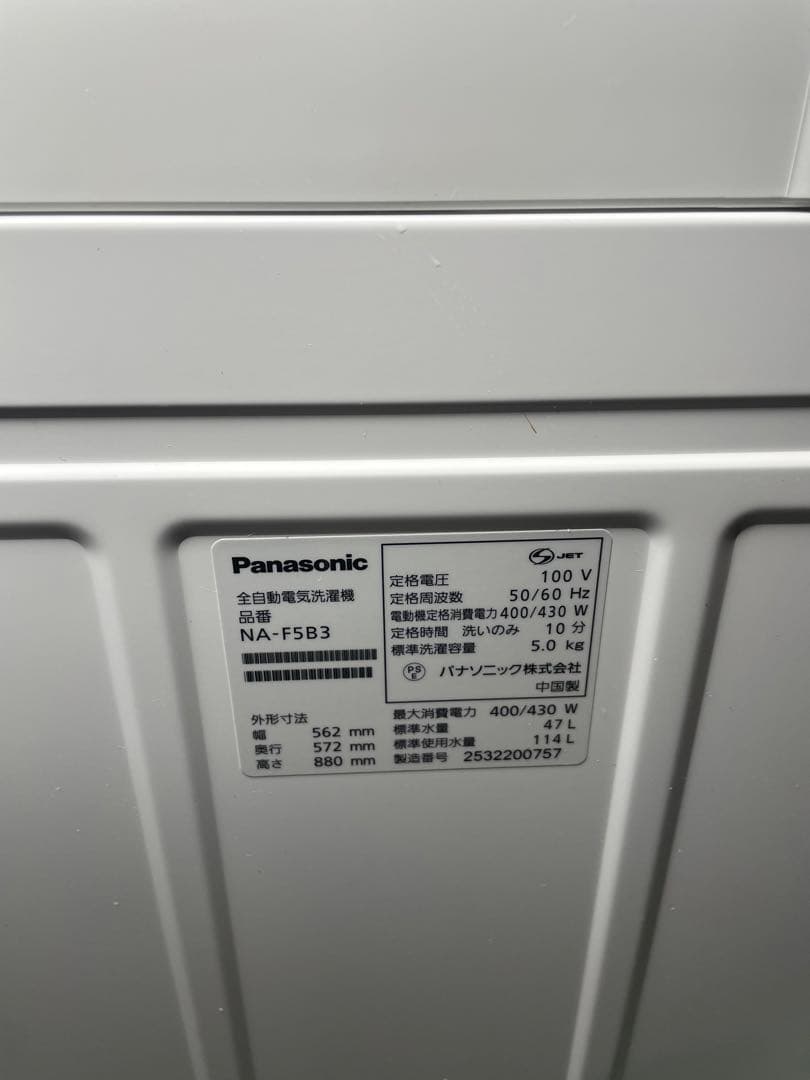 Panasonic
全自動電気洗濯機
品番
NA-F5B3
外形寸法
幅 562 mm
奥行 572 mm
高さ 880 mm
JET
定格電圧 100 V
定格周波数 50/60 Hz
電動機定格消費電力 400/430 W
定格時間 洗いのみ 10 分
標準洗濯容量 5.0 kg
PSE パナソニック株式会社
中国製
最大消費電力 400/430 W
標準水量 47 L
標準使用水量 114 L
製造番号 2532200757